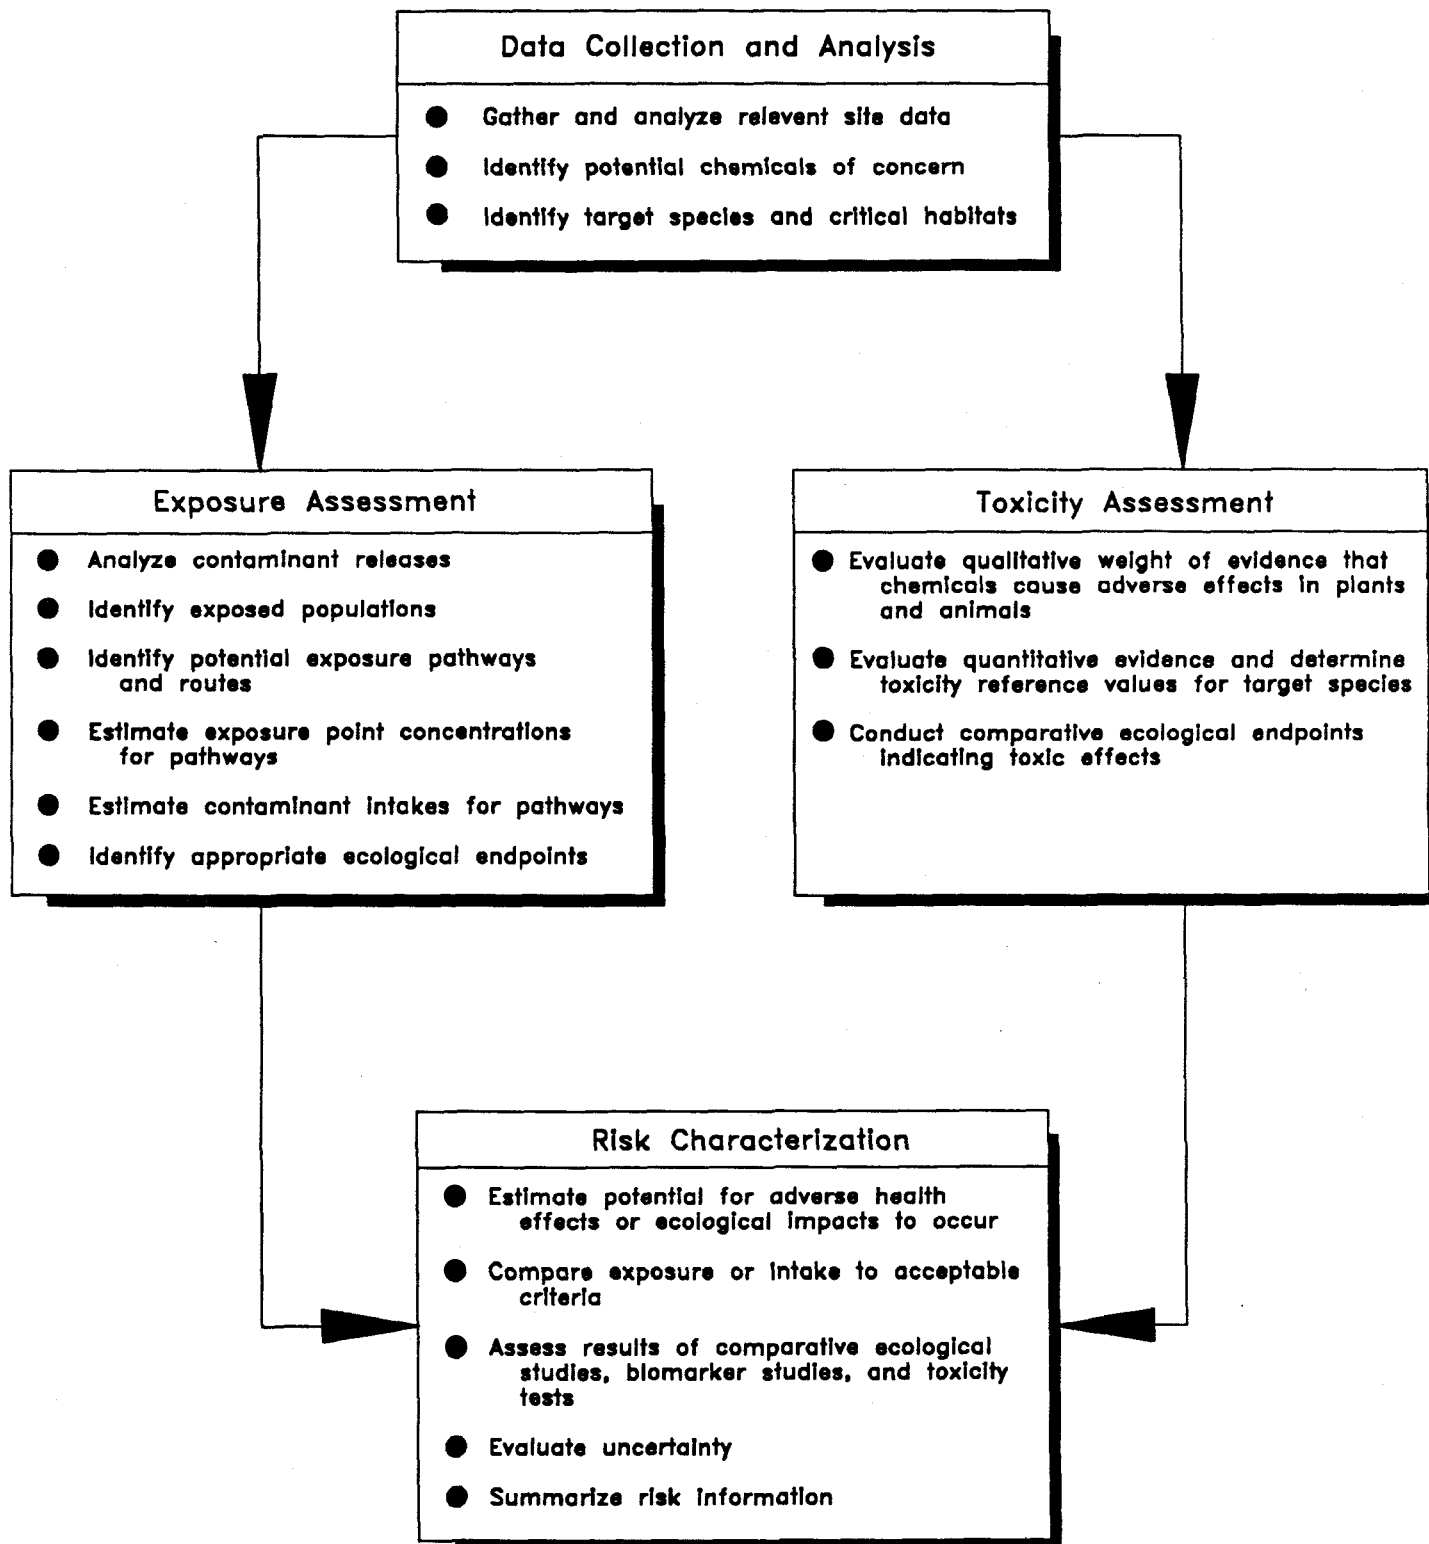 Data Collection and Analysis
Gather and analyze relevent site data
Identify potential chemicals of concern
Identify target species and critical habitats
Exposure Assessment
Analyze contaminant releases
Identify exposed populations
Identify potential exposure pathways
and routes
Estimate exposure point concentrations
for pathways
Estimate contaminant intakes for pathways
Identify appropriate ecological endpoints
Toxicity Assessment
Evaluate qualitative weight of evidence that
chemicals cause adverse effects in plants
and animals
Evaluate quantitative evidence and determine
toxicity reference values for target species
Conduct comparative ecological endpoints
indicating toxic effects
Risk Characterization
Estimate potential for adverse health
effects or ecological impacts to occur
Compare exposure or intake to acceptable
criteria
Assess results of comparative ecological
studies, biomarker studies, and toxicity
tests
Evaluate uncertainty
Summarize risk information